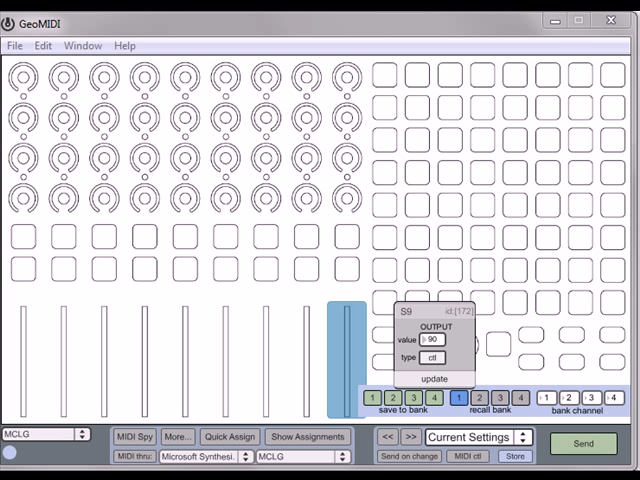 GeoMIDI
File Edit Window Help
S9 id:[172]
OUTPUT
value 90
type ctl
update
1 2 3 4 1 2 3 4 1 2 3 4
save to bank recall bank bank channel
MCLG MIDI Spy More... Quick Assign Show Assignments << >> Current Settings Send
MIDI thru: Microsoft Synthesi. MCLG Send on change MIDI ctl Store